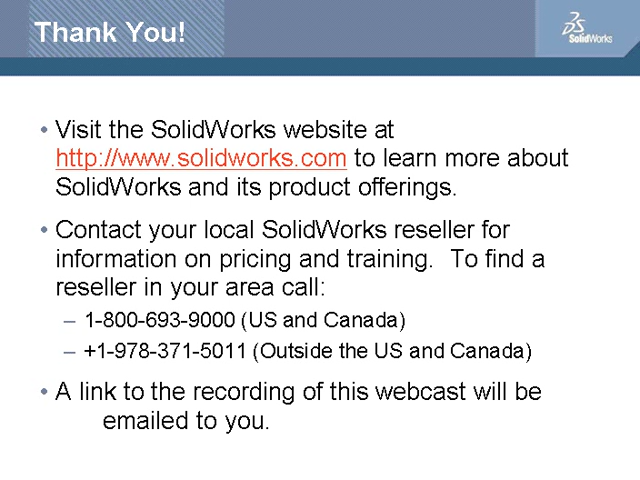 Thank You!
SolidWorks
• Visit the SolidWorks website at
http://www.solidworks.com to learn more about
SolidWorks and its product offerings.
• Contact your local SolidWorks reseller for
information on pricing and training.  To find a
reseller in your area call:
– 1-800-693-9000 (US and Canada)
– +1-978-371-5011 (Outside the US and Canada)
• A link to the recording of this webcast will be
emailed to you.